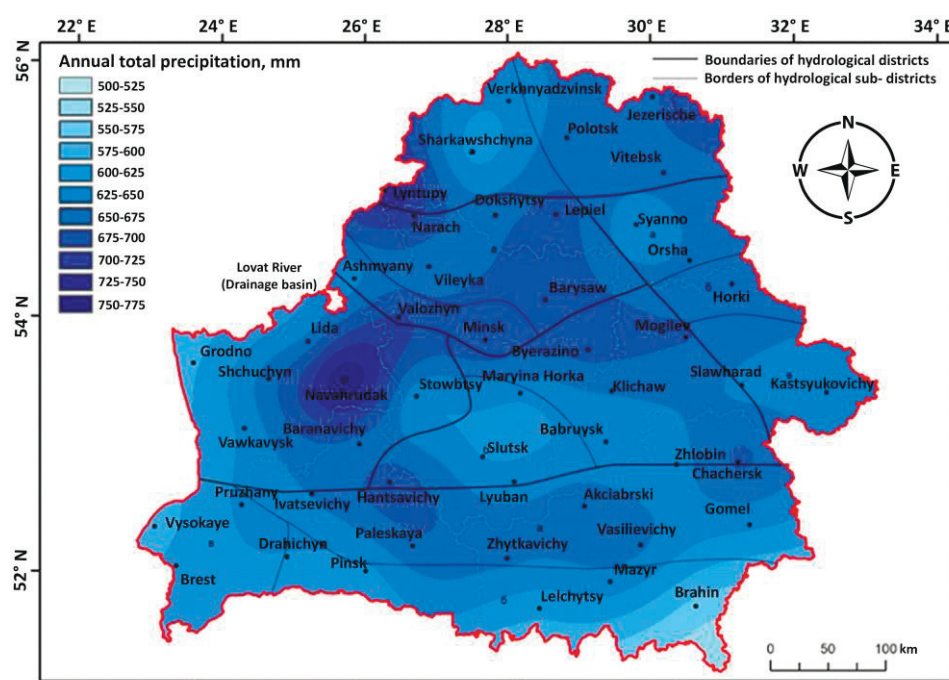 22° E 24° E 26° E 28° E 30° E 32° E 34° E
56° N
54° N
52° N
Annual total precipitation, mm
500-525
525-550
550-575
575-600
600-625
625-650
650-675
675-700
700-725
725-750
750-775
Boundaries of hydrological districts
Borders of hydrological sub- districts
N
W E
S
Lovat River
(Drainage basin)
Verkhnyadzvinsk
Jezerische
Sharkawshchyna
Polotsk
Vitebsk
Lyntupy
Dokshytsy
Lepiel
Narach
Syanno
Orsha
Ashmyany
Vileyka
Barysaw
Horki
Valozhyn
Lida
Minsk
Mogilev
Grodno
Byerazino
Shchuchyn
Navahrudak
Stowbtsy
Maryina Horka
Klichaw
Slawharad
Kastsyukovichy
Baranavichy
Vawkavysk
Babruysk
Slutsk
Zhlobin
Chachersk
Pruzhany
Ivatsevichy
Hantsavichy
Lyuban
Akciabrski
Gomel
Vysokaye
Drahichyn
Paleskaya
Zhytkavichy
Vasilievichy
Brest
Pinsk
Mazyr
Brahin
Lelchytsy
0 50 100 km